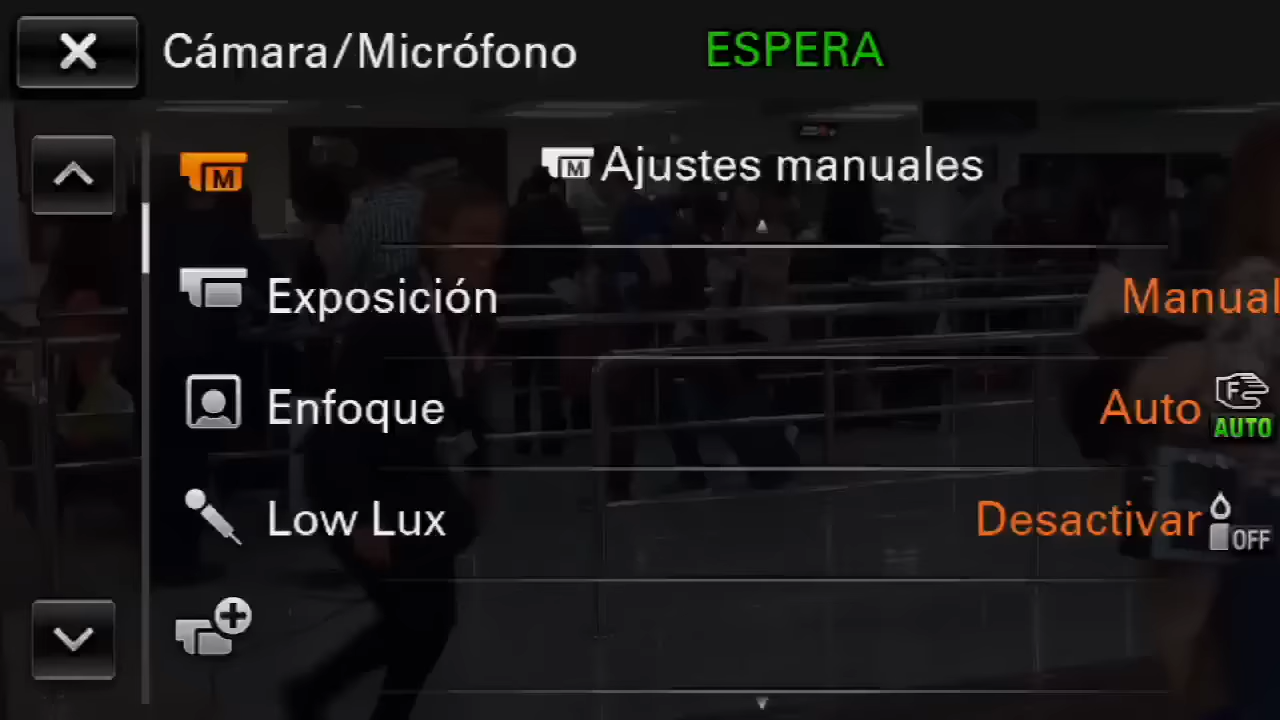 Cámara/Micrófono ESPERA
M
M Ajustes manuales
Exposición Manual
Enfoque Auto F AUTO
Low Lux Desactivar OFF